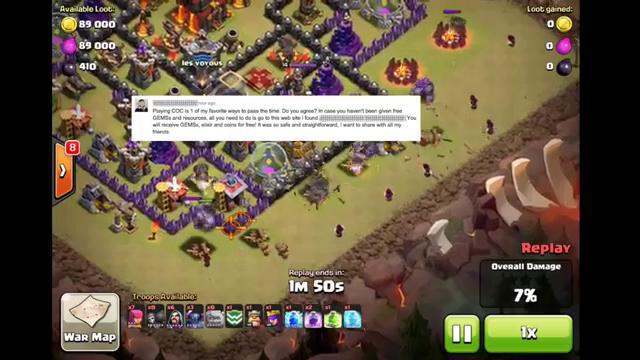 Available Loot:
89 000
89 000
410
Loot gained:
0
0
0
les voyous
14
hour ago
Playing COC is 1 of my favorite ways to pass the time. Do you agree? In case you haven't been given free
GEMSs and resources, all you need to do is go to this web site i found.
You
will receive GEMSs, elixir and coins for free! It was so safe and straightforward, i want to share with all my
friends
8
Replay
Replay ends in:
1m 50s
Overall Damage
7%
Troops Available:
War Map
1x